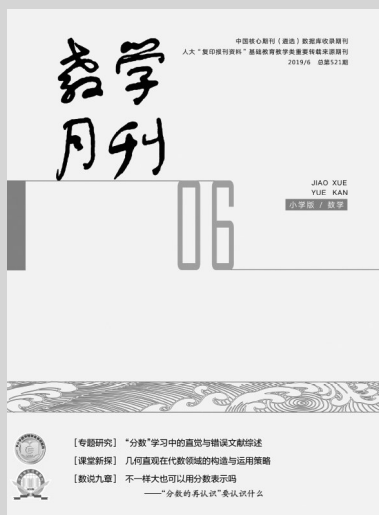 中国核心期刊（遴选）数据库收录期刊
人大“复印报刊资料”基础教育教学类重要转载来源期刊
2019/6 总第521期
教学
月刊
06
JIAO XUE
YUE KAN
小学版 / 数学
［专题研究］ “分数”学习中的直觉与错误文献综述
［课堂新探］ 几何直观在代数领域的构造与运用策略
［数说九章］ 不一样大也可以用分数表示吗
——“分数的再认识”要认识什么